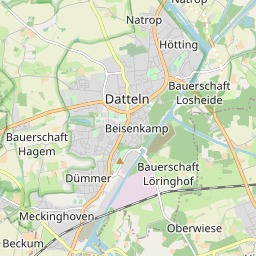 Natrop
Natrop
Hötting
Bauerschaft
Losheide
Datteln
Beisenkamp
Bauerschaft
Hagem
Bauerschaft
Löringhof
Dümmer
Meckinghoven
Oberwiese
Beckum